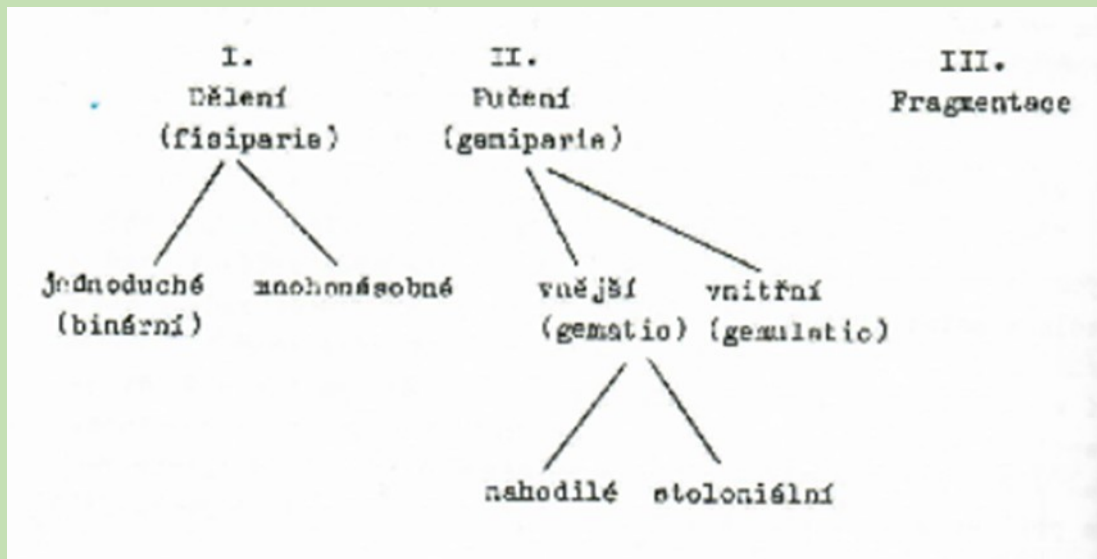 I. II. III.
Dělení Pučení Fragmentace
(fisiparie) (gemiparie)
jednoduché mnohonásobné vnější vnitřní
(binární) (gematio) (gemulatio)
nahodilé stoloniální